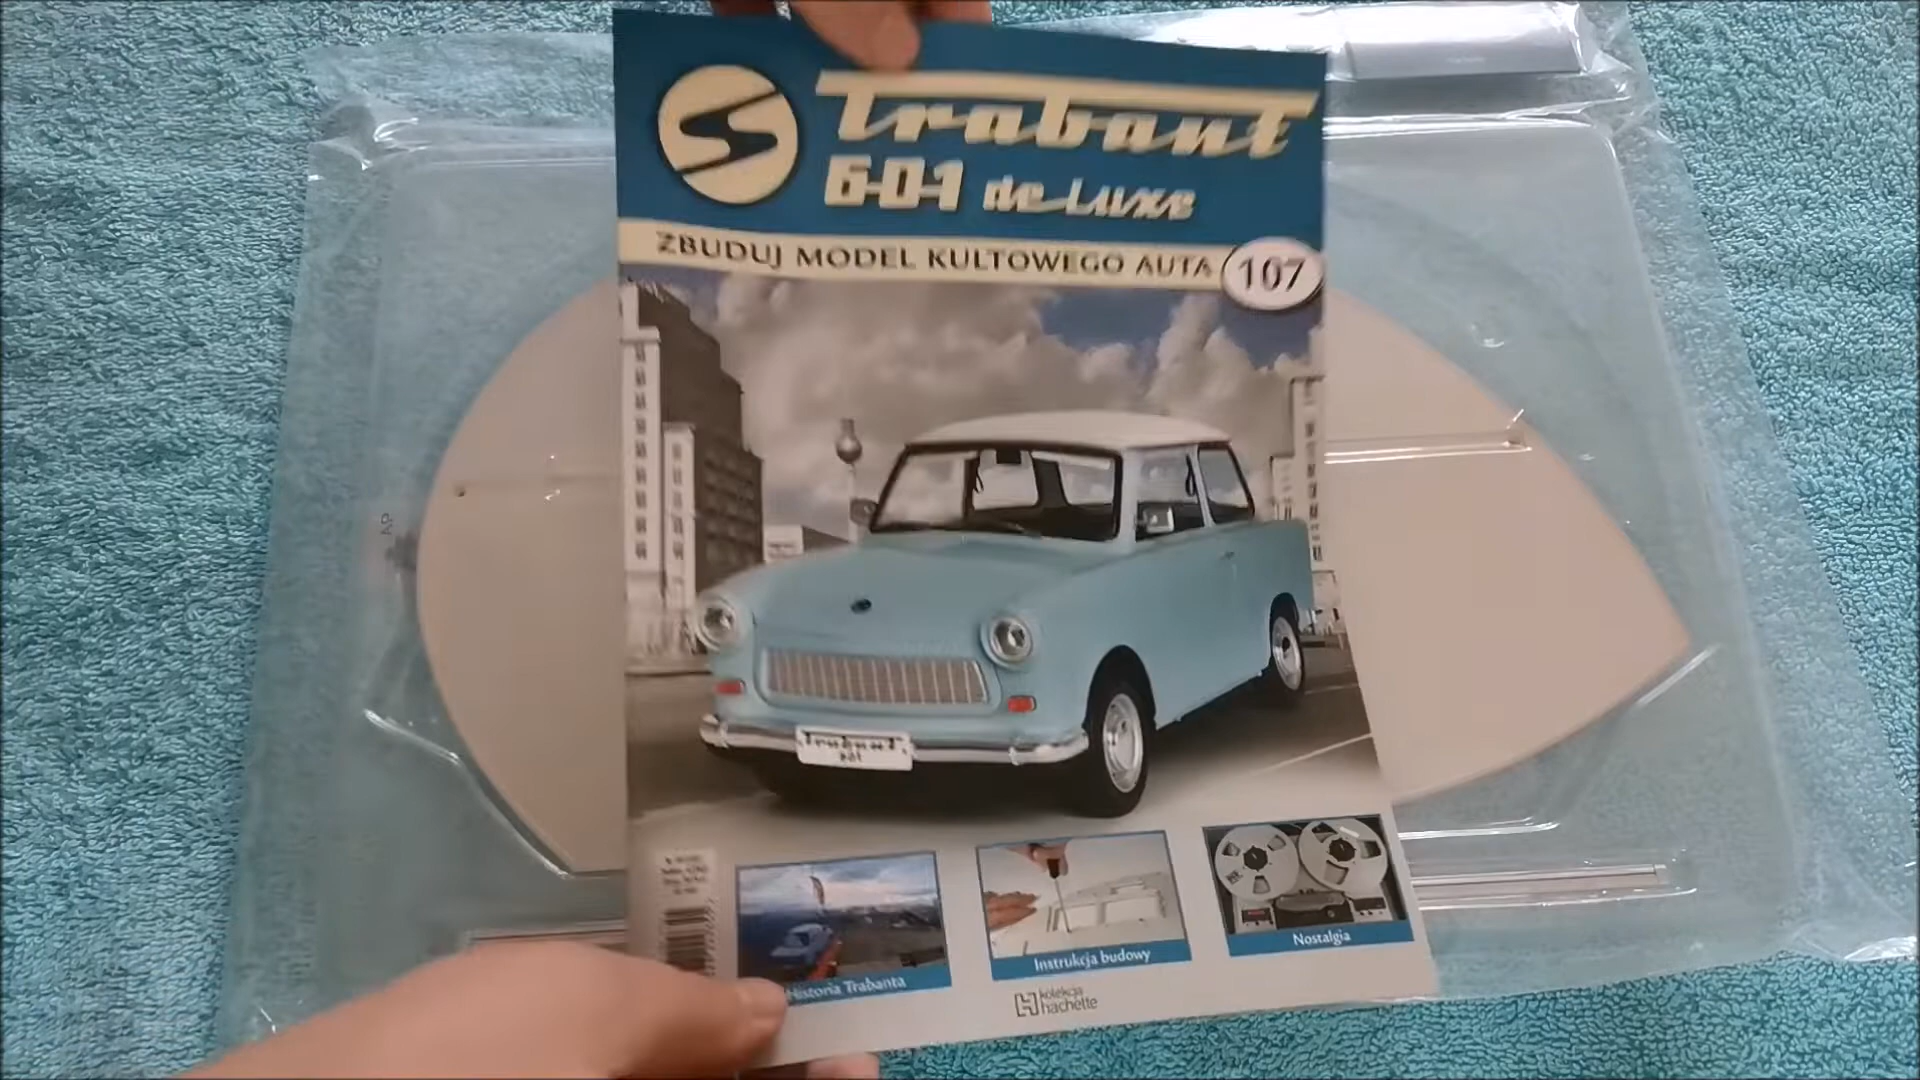 Trabant
601 de Luxe
ZBUDUJ MODEL KULTOWEGO AUTA
107
Trabant
601
Historia Trabanta
Instrukcja budowy
Nostalgia
kolekcja
hachette